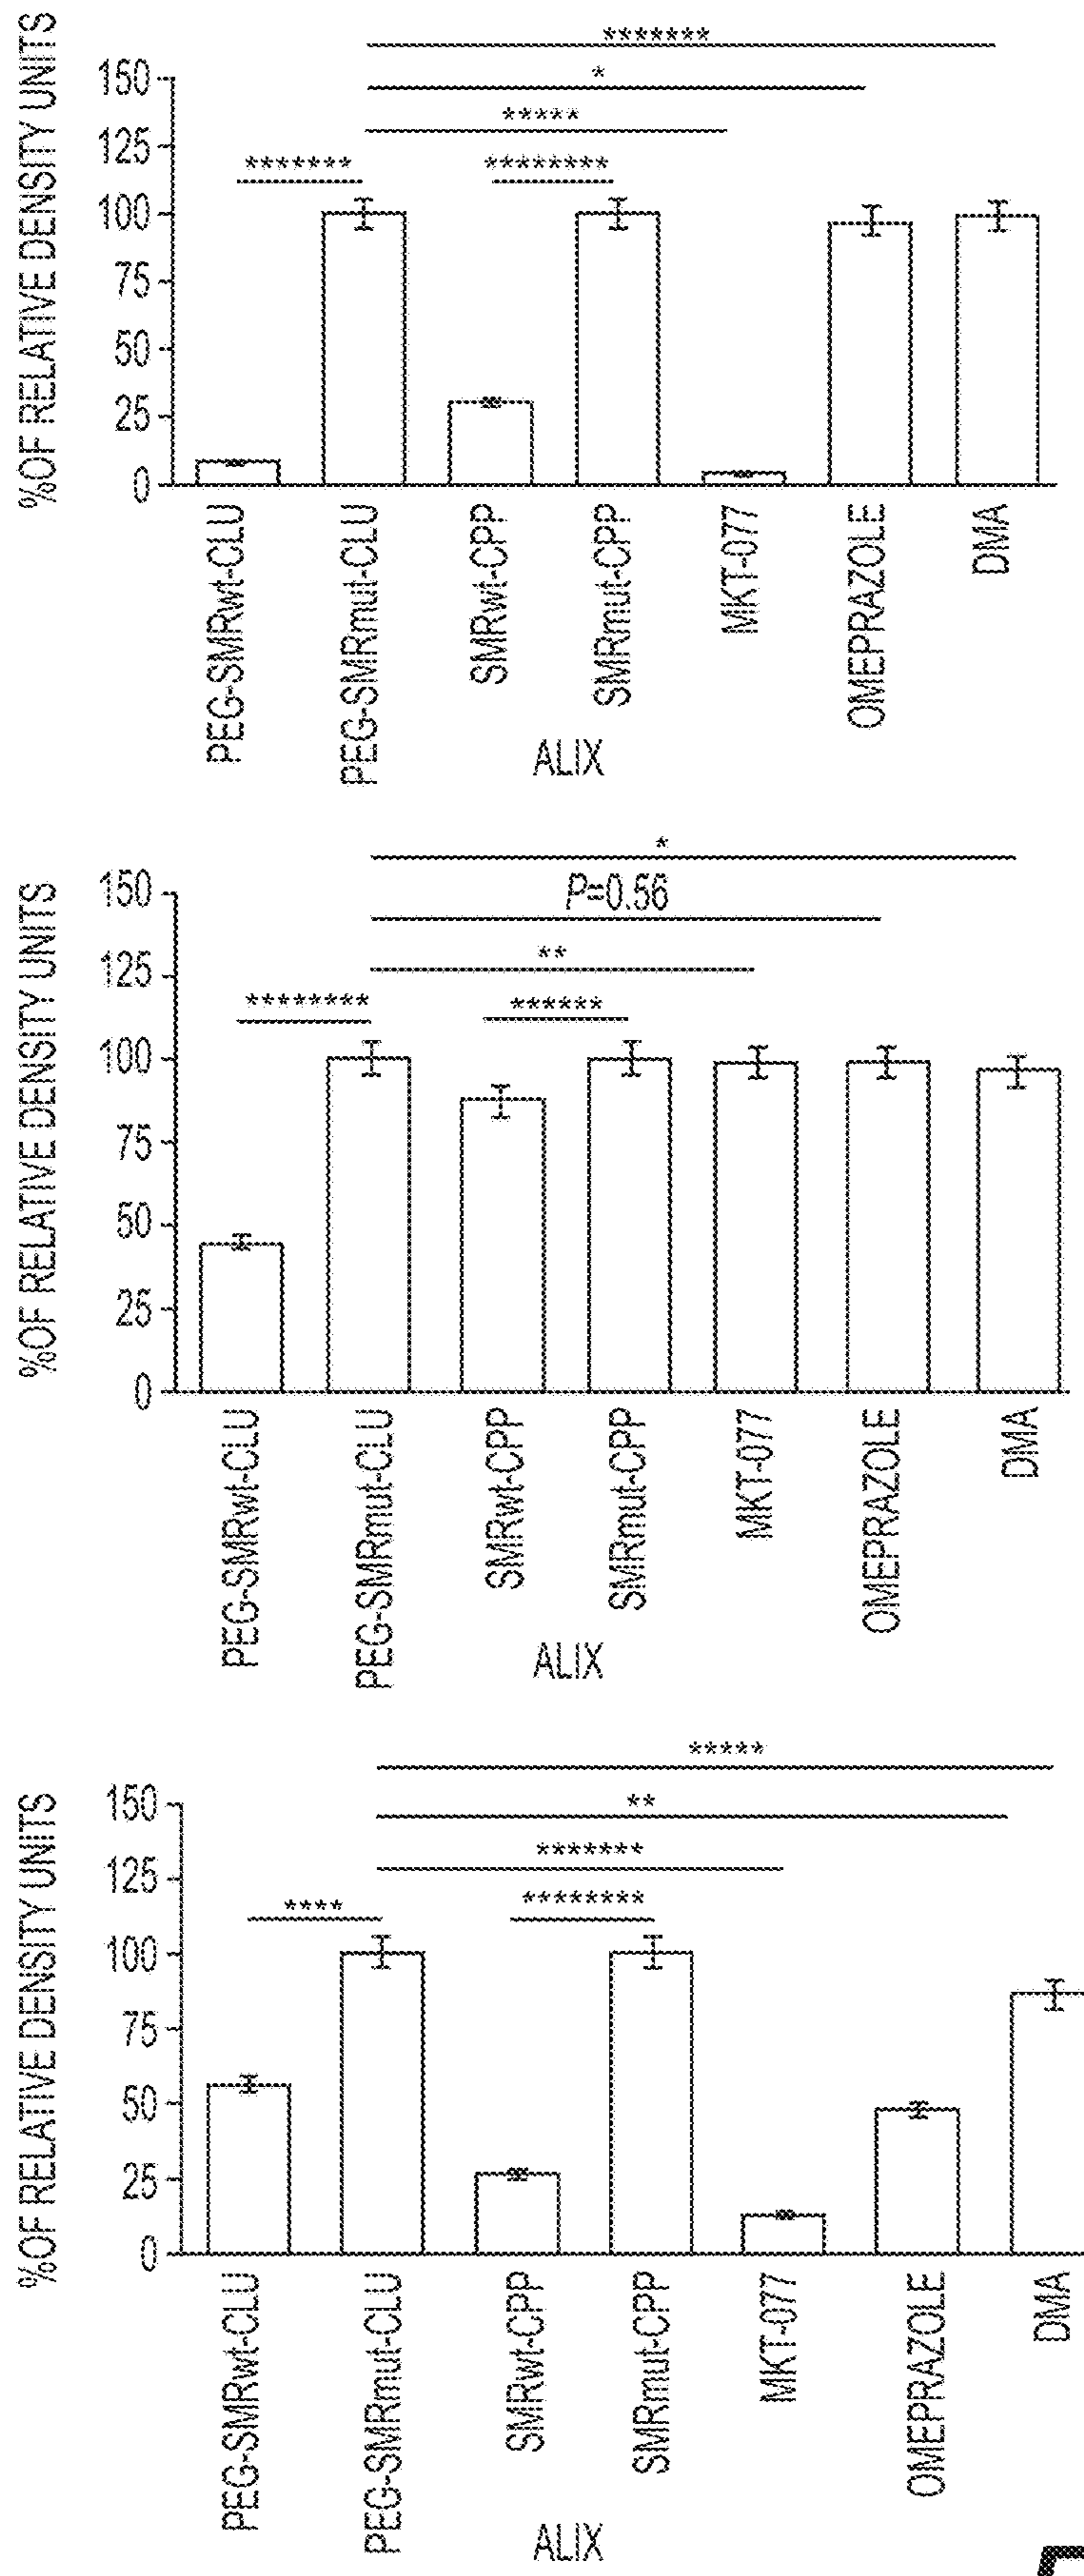 %OF RELATIVE DENSITY UNITS
150
125
100
75
50
25
0
*******
*
*****
*******
********
PEG-SMRwt-CLU
PEG-SMRmut-CLU
SMRwt-CPP
SMRmut-CPP
MKT-077
OMEPRAZOLE
DMA
ALIX
%OF RELATIVE DENSITY UNITS
150
125
100
75
50
25
0
*
P=0.56
**
********
******
PEG-SMRwt-CLU
PEG-SMRmut-CLU
SMRwt-CPP
SMRmut-CPP
MKT-077
OMEPRAZOLE
DMA
ALIX
%OF RELATIVE DENSITY UNITS
150
125
100
75
50
25
0
*****
**
*******
********
****
PEG-SMRwt-CLU
PEG-SMRmut-CLU
SMRwt-CPP
SMRmut-CPP
MKT-077
OMEPRAZOLE
DMA
ALIX